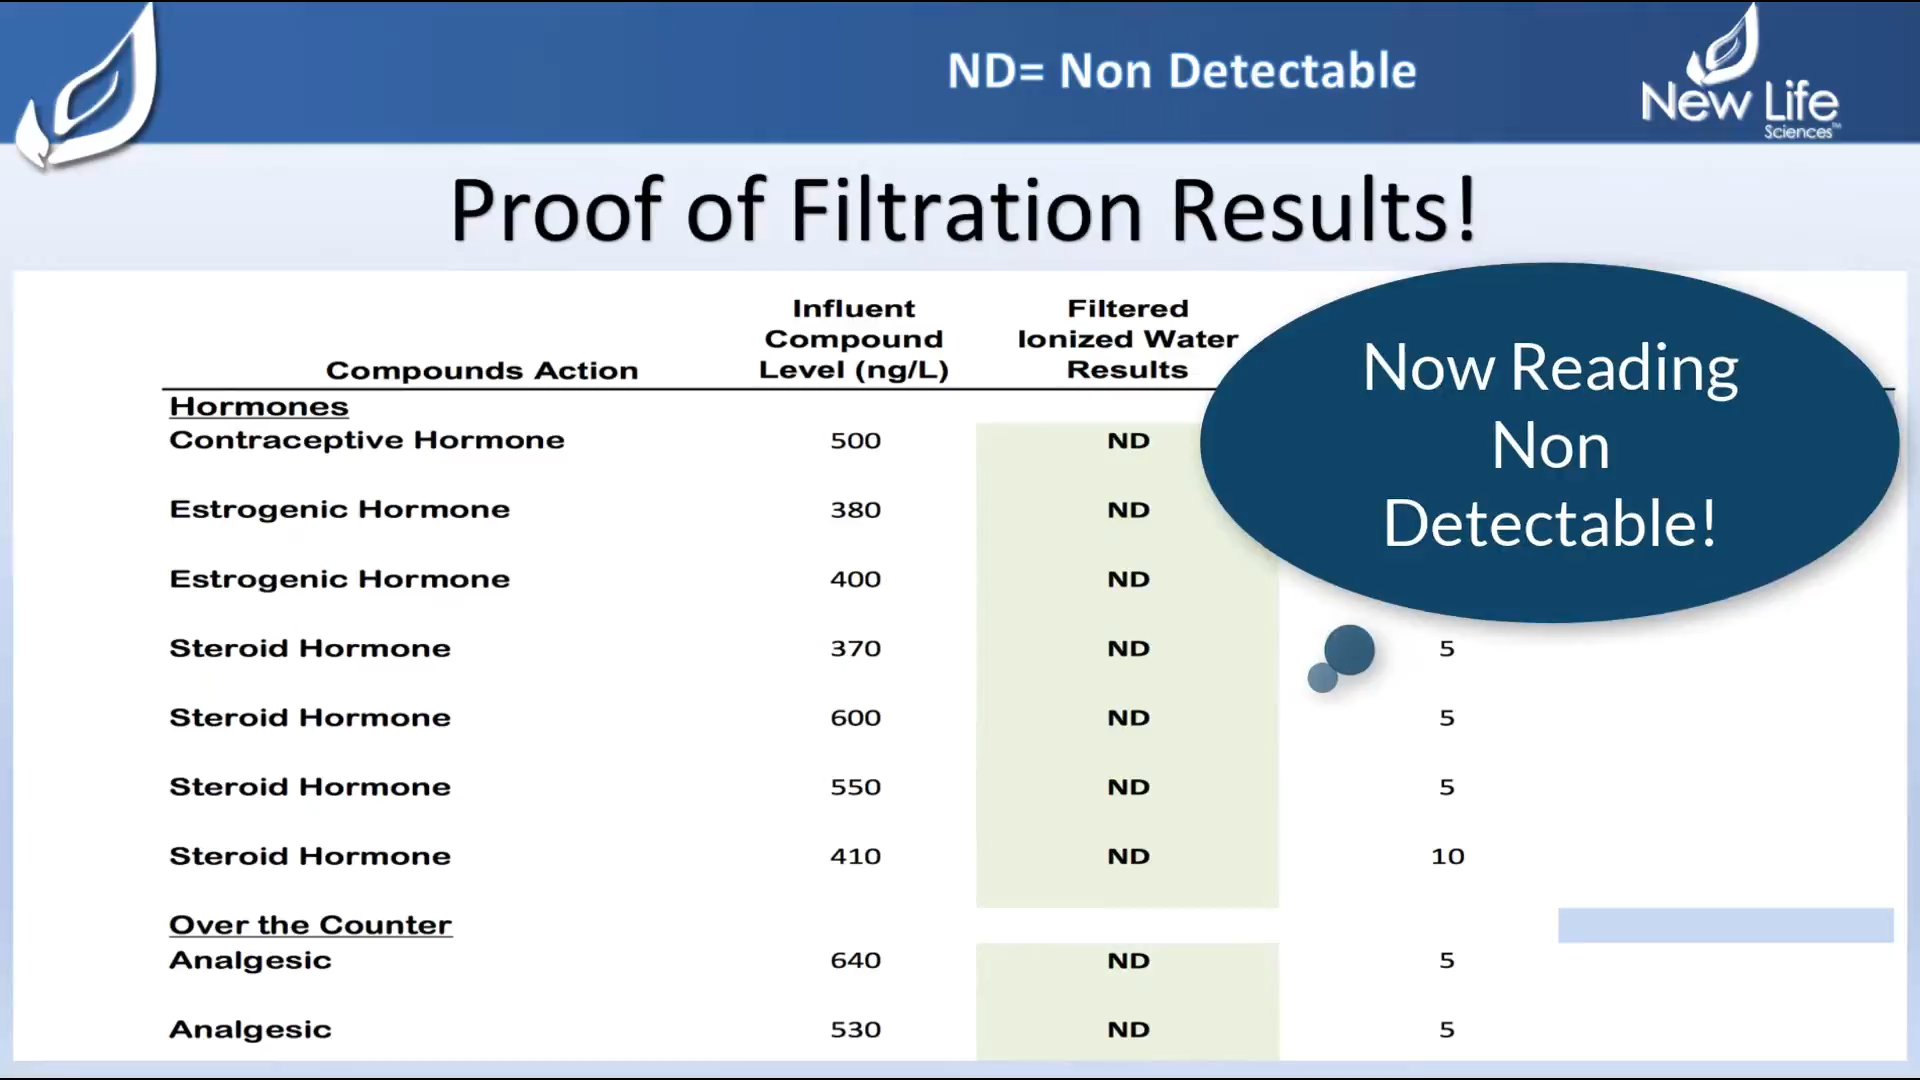 ND= Non Detectable
New Life
Sciences™
Proof of Filtration Results!
Influent Compound Level (ng/L)
Filtered Ionized Water Results
Compounds Action
Now Reading
Non
Detectable!
Hormones
Contraceptive Hormone 500 ND
Estrogenic Hormone 380 ND
Estrogenic Hormone 400 ND
Steroid Hormone 370 ND 5
Steroid Hormone 600 ND 5
Steroid Hormone 550 ND 5
Steroid Hormone 410 ND 10
Over the Counter
Analgesic 640 ND 5
Analgesic 530 ND 5